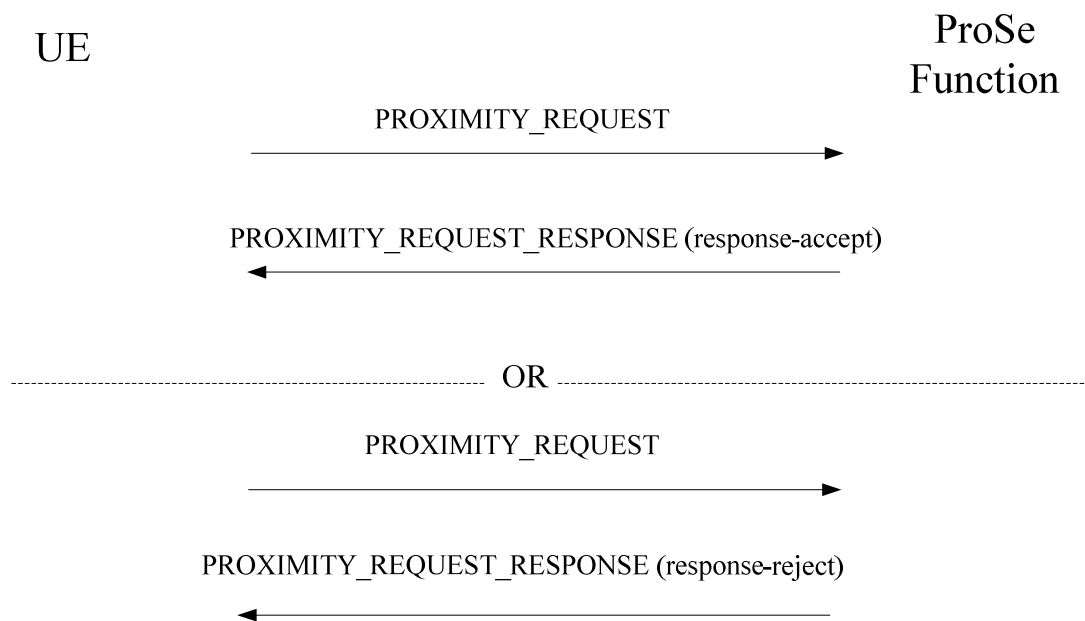 UE
ProSe
Function
PROXIMITY_REQUEST
PROXIMITY_REQUEST_RESPONSE (response-accept)
OR
PROXIMITY_REQUEST
PROXIMITY_REQUEST_RESPONSE (response-reject)